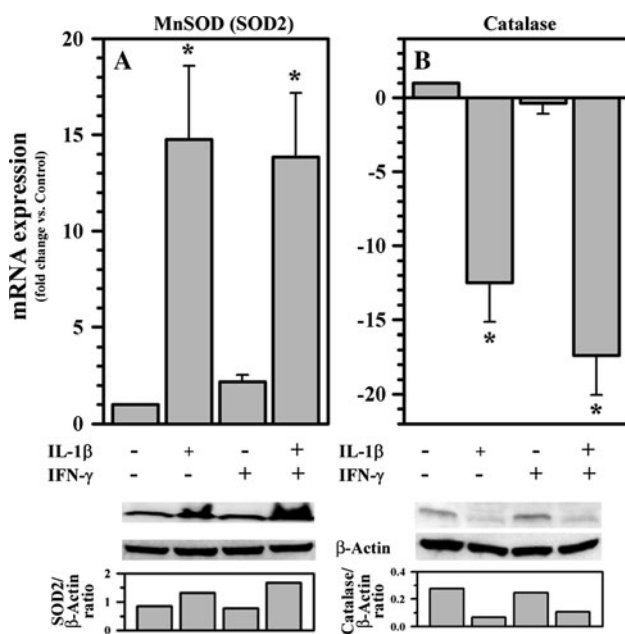 MnSOD (SOD2)
Catalase
mRNA expression
(fold change vs. Control)
20
15
10
5
2
0
A
*
*
B
0
-5
-10
-15
-20
*
*
IL-1β - + - +
IFN-γ - - + +
IL-1β - + - +
IFN-γ - - + +
β-Actin
SOD2/
β-Actin
ratio
2
1
0
Catalase/
β-Actin
ratio
0.4
0.2
0.0